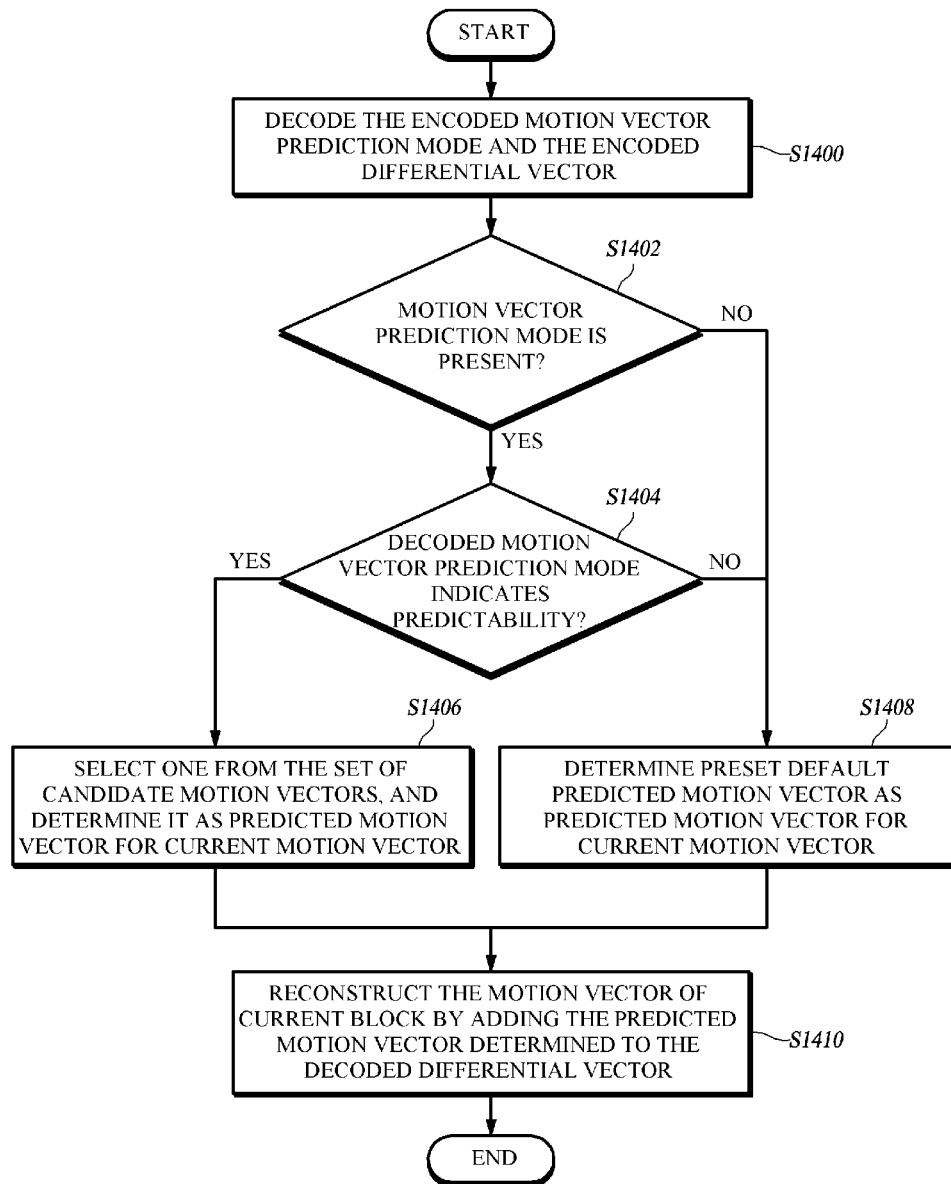 START
DECODE THE ENCODED MOTION VECTOR
PREDICTION MODE AND THE ENCODED
DIFFERENTIAL VECTOR
S1400
S1402
MOTION VECTOR
PREDICTION MODE IS
PRESENT?
NO
YES
S1404
DECODED MOTION
VECTOR PREDICTION MODE
INDICATES
PREDICTABILITY?
YES
NO
S1406
SELECT ONE FROM THE SET OF
CANDIDATE MOTION VECTORS, AND
DETERMINE IT AS PREDICTED MOTION
VECTOR FOR CURRENT MOTION VECTOR
S1408
DETERMINE PRESET DEFAULT
PREDICTED MOTION VECTOR AS
PREDICTED MOTION VECTOR FOR
CURRENT MOTION VECTOR
RECONSTRUCT THE MOTION VECTOR OF
CURRENT BLOCK BY ADDING THE PREDICTED
MOTION VECTOR DETERMINED TO THE
DECODED DIFFERENTIAL VECTOR
S1410
END